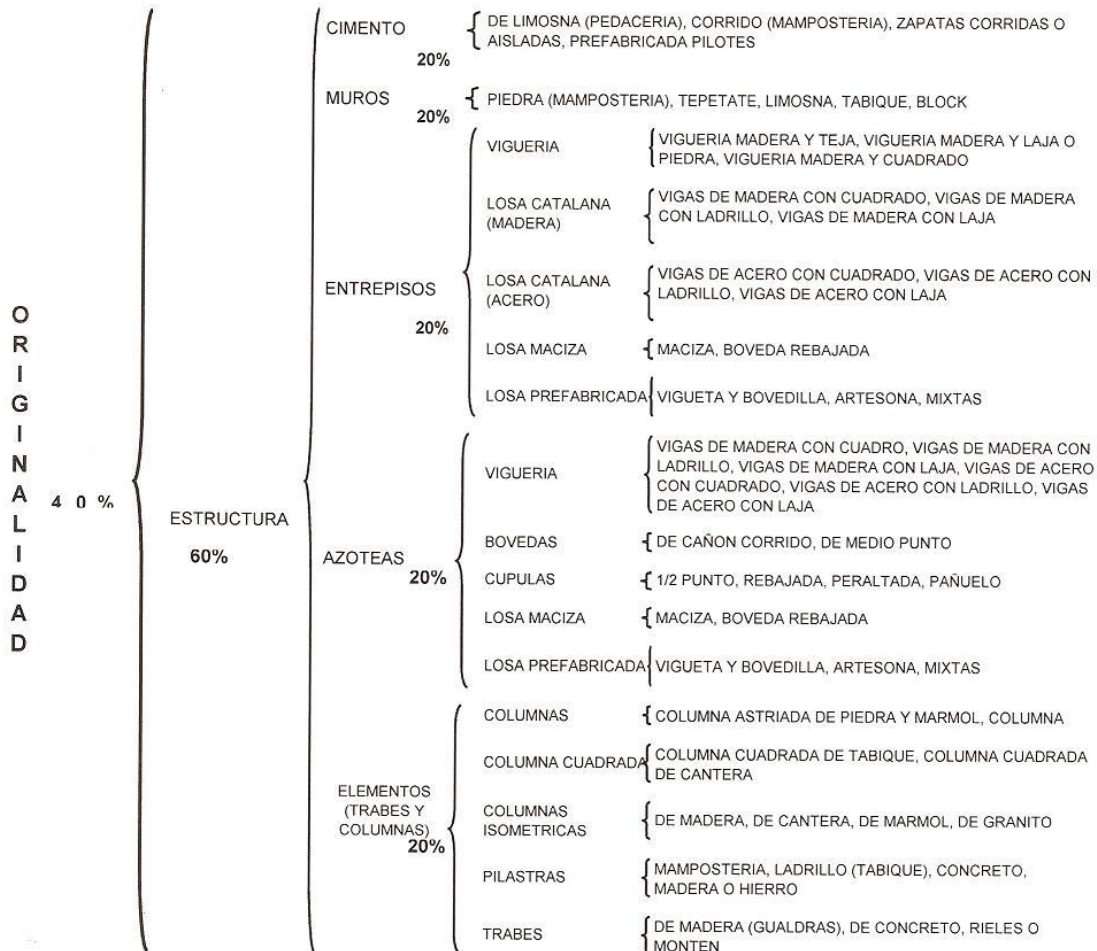 ORIGINALIDAD
40%
ESTRUCTURA
60%
CIMENTO
20%
DE LIMOSNA (PEDACERIA), CORRIDO (MAMPOSTERIA), ZAPATAS CORRIDAS O
AISLADAS, PREFABRICADA PILOTES
MUROS
20%
PIEDRA (MAMPOSTERIA), TEPETATE, LIMOSNA, TABIQUE, BLOCK
ENTREPISOS
20%
VIGUERIA
VIGUERIA MADERA Y TEJA, VIGUERIA MADERA Y LAJA O
PIEDRA, VIGUERIA MADERA Y CUADRADO
LOSA CATALANA
(MADERA)
VIGAS DE MADERA CON CUADRADO, VIGAS DE MADERA
CON LADRILLO, VIGAS DE MADERA CON LAJA
LOSA CATALANA
(ACERO)
VIGAS DE ACERO CON CUADRADO, VIGAS DE ACERO CON
LADRILLO, VIGAS DE ACERO CON LAJA
LOSA MACIZA
MACIZA, BOVEDA REBAJADA
LOSA PREFABRICADA
VIGUETA Y BOVEDILLA, ARTESONA, MIXTAS
AZOTEAS
20%
VIGUERIA
VIGAS DE MADERA CON CUADRO, VIGAS DE MADERA CON
LADRILLO, VIGAS DE MADERA CON LAJA, VIGAS DE ACERO
CON CUADRADO, VIGAS DE ACERO CON LADRILLO, VIGAS
DE ACERO CON LAJA
BOVEDAS
DE CAÑON CORRIDO, DE MEDIO PUNTO
CUPULAS
1/2 PUNTO, REBAJADA, PERALTADA, PAÑUELO
LOSA MACIZA
MACIZA, BOVEDA REBAJADA
LOSA PREFABRICADA
VIGUETA Y BOVEDILLA, ARTESONA, MIXTAS
ELEMENTOS
(TRABES Y
COLUMNAS)
20%
COLUMNAS
COLUMNA ASTRIADA DE PIEDRA Y MARMOL, COLUMNA
COLUMNA CUADRADA
COLUMNA CUADRADA DE TABIQUE, COLUMNA CUADRADA
DE CANTERA
COLUMNAS
ISOMETRICAS
DE MADERA, DE CANTERA, DE MARMOL, DE GRANITO
PILASTRAS
MAMPOSTERIA, LADRILLO (TABIQUE), CONCRETO,
MADERA O HIERRO
TRABES
DE MADERA (GUALDRAS), DE CONCRETO, RIELES O
MONTEN